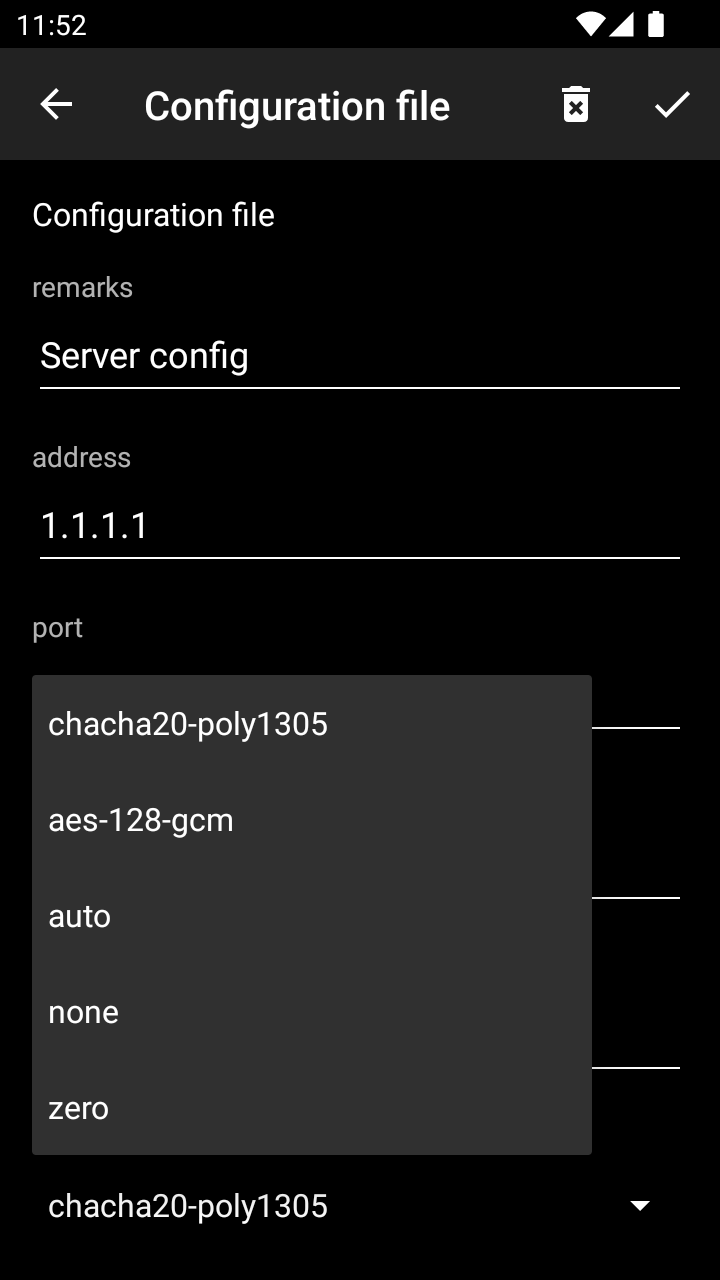 11:52
Configuration file
Configuration file
remarks
Server config
address
1.1.1.1
port
chacha20-poly1305
aes-128-gcm
auto
none
zero
chacha20-poly1305